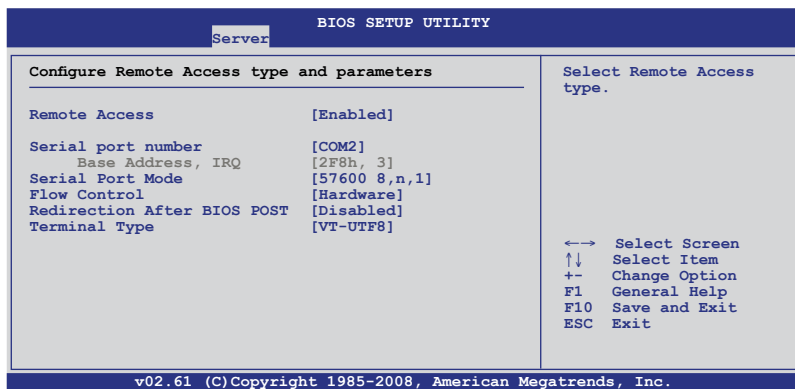 BIOS SETUP UTILITY
Server
Configure Remote Access type and parameters
Remote Access [Enabled]
Serial port number [COM2]
Base Address, IRQ [2F8h, 3]
Serial Port Mode [57600 8,n,1]
Flow Control [Hardware]
Redirection After BIOS POST [Disabled]
Terminal Type [VT-UTF8]
Select Remote Access
type.
←→ Select Screen
↑↓ Select Item
+- Change Option
F1 General Help
F10 Save and Exit
ESC Exit
v02.61 (C)Copyright 1985-2008, American Megatrends, Inc.